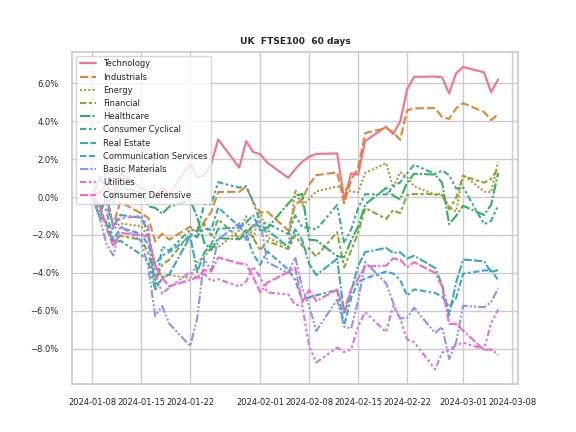 UK  FTSE100  60 days
Technology
Industrials
Energy
Financial
Healthcare
Consumer Cyclical
Real Estate
Communication Services
Basic Materials
Utilities
Consumer Defensive
6.0%
4.0%
2.0%
0.0%
−2.0%
−4.0%
−6.0%
−8.0%
2024-01-08 2024-01-15 2024-01-22 2024-02-01 2024-02-08 2024-02-15 2024-02-22 2024-03-01 2024-03-08